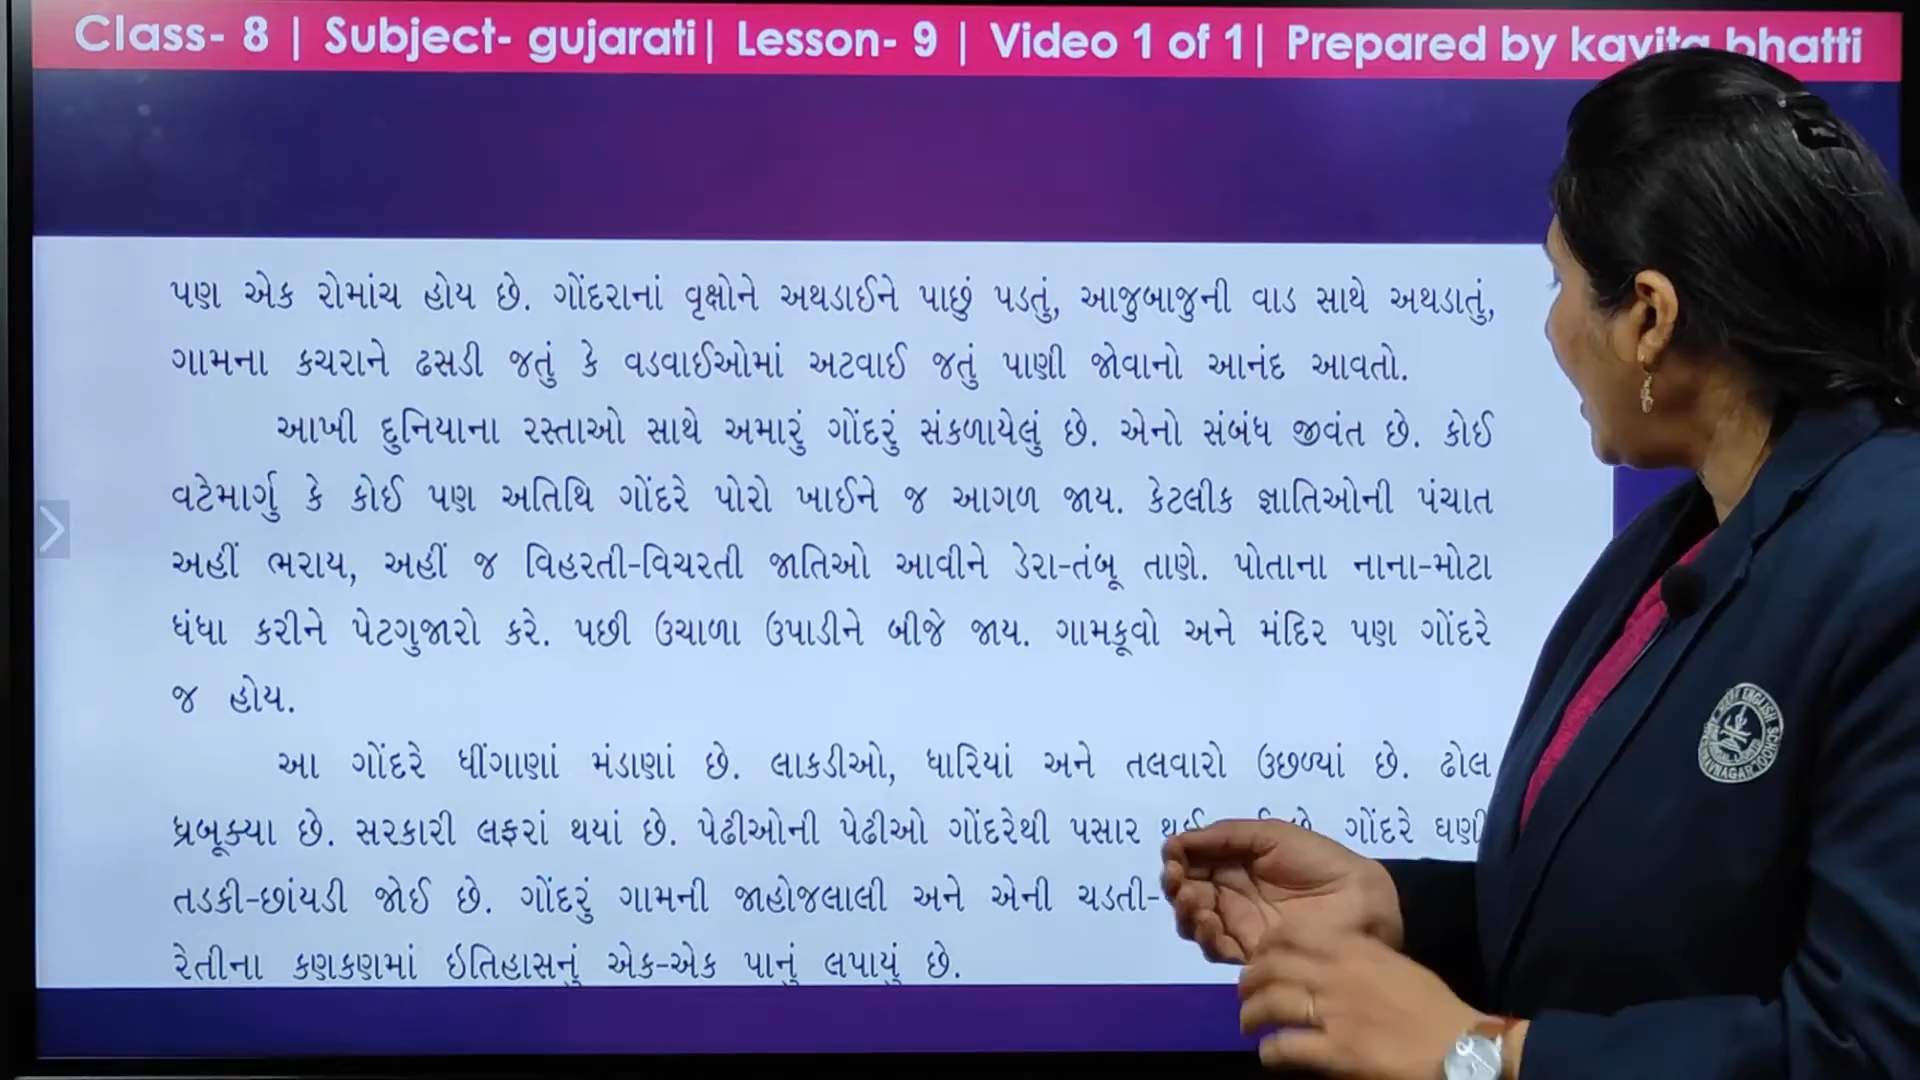 Class- 8 | Subject- gujarati| Lesson- 9 | Video 1 of 1| Prepared by kavita bhatti
પણ એક રોમાંચ હોય છે. ગોંદરાનાં વૃક્ષોને અથડાઈને પાછું પડતું, આજુબાજુની વાડ સાથે અથડાતું,
ગામના કચરાને ઢસડી જતું કે વડવાઈઓમાં અટવાઈ જતું પાણી જોવાનો આનંદ આવતો.
આખી દુનિયાના રસ્તાઓ સાથે અમારું ગોંદરું સંકળાયેલું છે. એનો સંબંધ જીવંત છે. કોઈ
વટેમાર્ગુ કે કોઈ પણ અતિથિ ગોંદરે પોરો ખાઈને જ આગળ જાય. કેટલીક જ્ઞાતિઓની પંચાત
અહીં ભરાય, અહીં જ વિહરતી-વિચરતી જાતિઓ આવીને ડેરા-તંબૂ તાણે. પોતાના નાના-મોટા
ધંધા કરીને પેટગુજારો કરે. પછી ઉચાળા ઉપાડીને બીજે જાય. ગામકૂવો અને મંદિર પણ ગોંદરે
જ હોય.
આ ગોંદરે ધીંગાણાં મંડાણાં છે. લાકડીઓ, ધારિયાં અને તલવારો ઉછળ્યાં છે. ઢોલ
ધ્રબૂક્યા છે. સરકારી લફરાં થયાં છે. પેઢીઓની પેઢીઓ ગોંદરેથી પસાર થઈ છે. ગોંદરે ઘણી
તડકી-છાંયડી જોઈ છે. ગોંદરું ગામની જાહોજલાલી અને એની ચડતી-
રેતીના કણકણમાં ઇતિહાસનું એક-એક પાનું લપાયું છે.